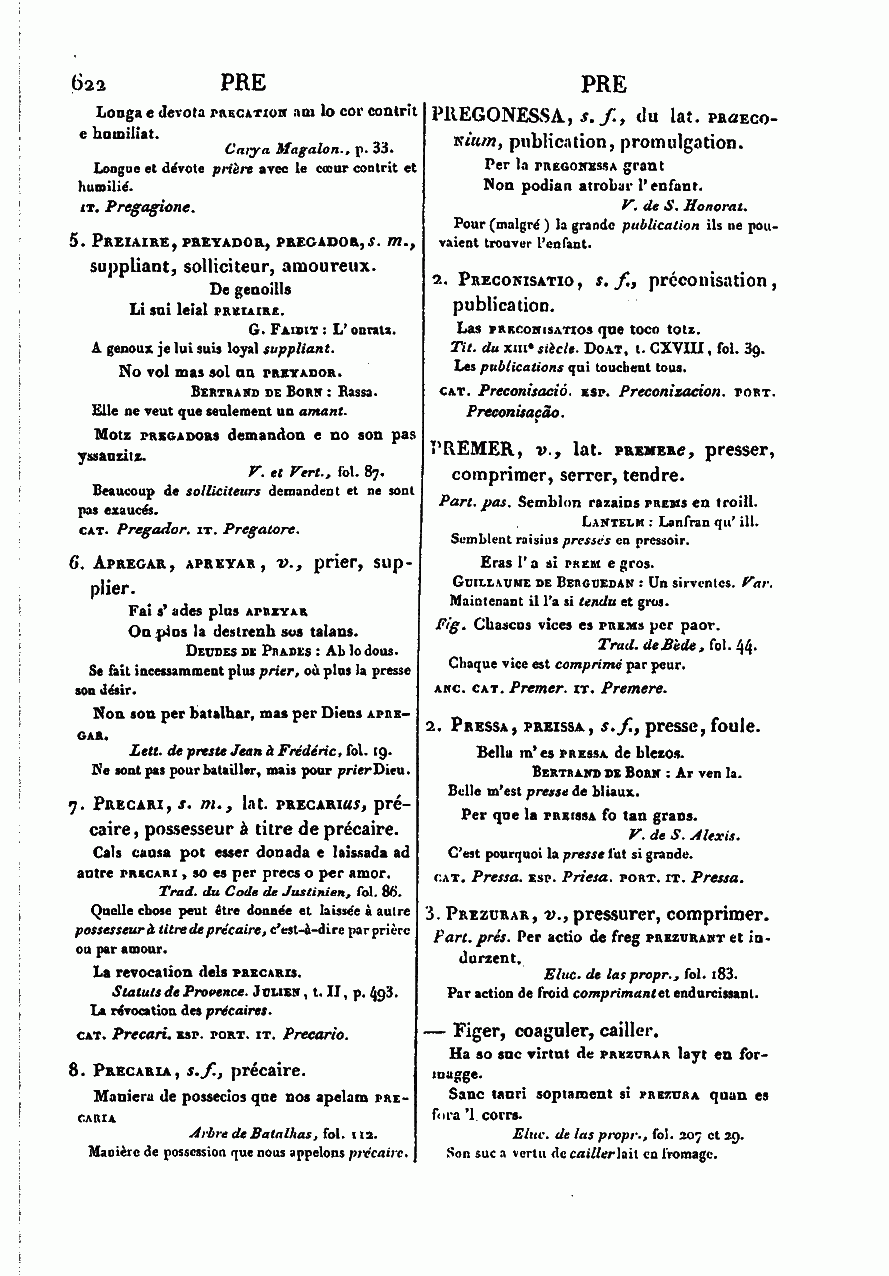 622 PRE PRE
Longa e devota PRECATION am lo cor contrit
e humiliat.
Catya Magalon., p. 33.
Longue et dévote prière avec le cœur contrit et
humilié.
IT. Pregagione.
5. PREIAIRE, PREYADOR, PREGADOR, s. m.,
suppliant, solliciteur, amoureux.
De genoills
Li sui leial PREIAIRE.
G. FAIDIT : L'onrata.
A genoux je lui suis loyal suppliant.
No vol mas sol un PREYADOR.
BERTRAND DE BORN : Rassa.
Elle ne veut que seulement un amant.
Motz PREGADORS demandon e no son pas
yssauzitz.
V. et Vert., fol. 87.
Beaucoup de solliciteurs demandent et ne sont
pas exaucés.
CAT. Pregador. IT. Pregatore.
6. APREGAR, APREYAR, v., prier, sup-
plier.
Fai s' ades plus APREYAR
On plus la destrenh sos talans.
DEUDES DE PRADES : Ab lo dous.
Se fait incessamment plus prier, où plus la presse
son désir.
Non son per batalhar, mas per Dieus APRE-
GAR.
Lett. de preste Jean à Frédéric, fol. 19.
Ne sont pas pour batailler, mais pour prier Dieu.
7. PRECARI, s. m., lat. PRECARIus, pré-
caire, possesseur à titre de précaire.
Cals causa pot esser donada e laissada ad
autre PRECARI, so es per precs o per amor.
Trad. du Code de Justinien, fol. 86.
Quelle chose peut être donnée et laissée à autre
possesseur à titre de précaire, c'est-à-dire par prière
ou par amour.
La revocation dels PRECARIS.
Statuts de Provence. JULIEN, t. II, p. 493.
La révocation des précaires.
CAT. Precari. ESP. PORT. IT. Precario.
8. PRECARIA, s. f., précaire.
Maniera de possecios que nos apelam PRE-
CARIA
Arbre de Batalhas, fol. 112.
Manière de possession que nous appelons précaire.
PREGONESSA, s. f., du lat. PRaECO-
Nium, publication, promulgation.
Per la PREGONESSA grant
Non podian atrobar l'enfant.
V. de S. Honorat.
Pour (malgré) la grande publication ils ne pou-
vaient trouver l'enfant.
2. PRECONISATIO, s. f., préconisation,
publication.
Las PRECONISATIOS que toco totz.
Tit. du XIIIe siècle. DOAT, t. CXVIII, fol. 39.
Les publications qui touchent tous.
CAT. Preconisació. ESP. Preconizacion. PORT.
Preconisação.
PREMER, v., lat. PREMERe, presser,
comprimer, serrer, tendre.
Part. pas. Semblon razains PREMS en troill.
LANTELM : Lanfran qu'ill.
Semblent raisins pressés en pressoir.
Eras l'a si PREM e gros.
GUILLAUME DE BERGUEDAN : Un sirventes. Var.
Maintenant il l'a si tendu et gros.
Fig. Chascus vices es PREMS per paor.
Trad. de Bède, fol. 44.
Chaque vice est comprimé par peur.
ANC. CAT. Premer. IT. Premere.
2. PRESSA, PREISSA, s. f., presse, foule.
Bella m'es PRESSA de blezos.
BERTRAND DE BORN : Ar ven la.
Belle m'est presse de bliaux.
Per que la PREISSA fo tan grans.
V. de S. Alexis.
C'est pourquoi la presse fut si grande.
CAT. Pressa. ESP. Priesa. PORT. IT. Pressa.
3. PREZURAR, v., pressurer, comprimer.
Part. prés. Per actio de freg PREZURANT et in-
durzent.
Eluc. de las propr., fol. 183.
Par action de froid comprimant et endurcissant.
— Figer, coaguler, cailler.
Ha so suc virtut de PREZURAR layt en for-
magge.
Sanc tauri soptament si PREZURA quan es
fora 'l corrs.
Eluc. de las propr., fol. 207 et 29.
Son suc a vertu de cailler lait en fromage.